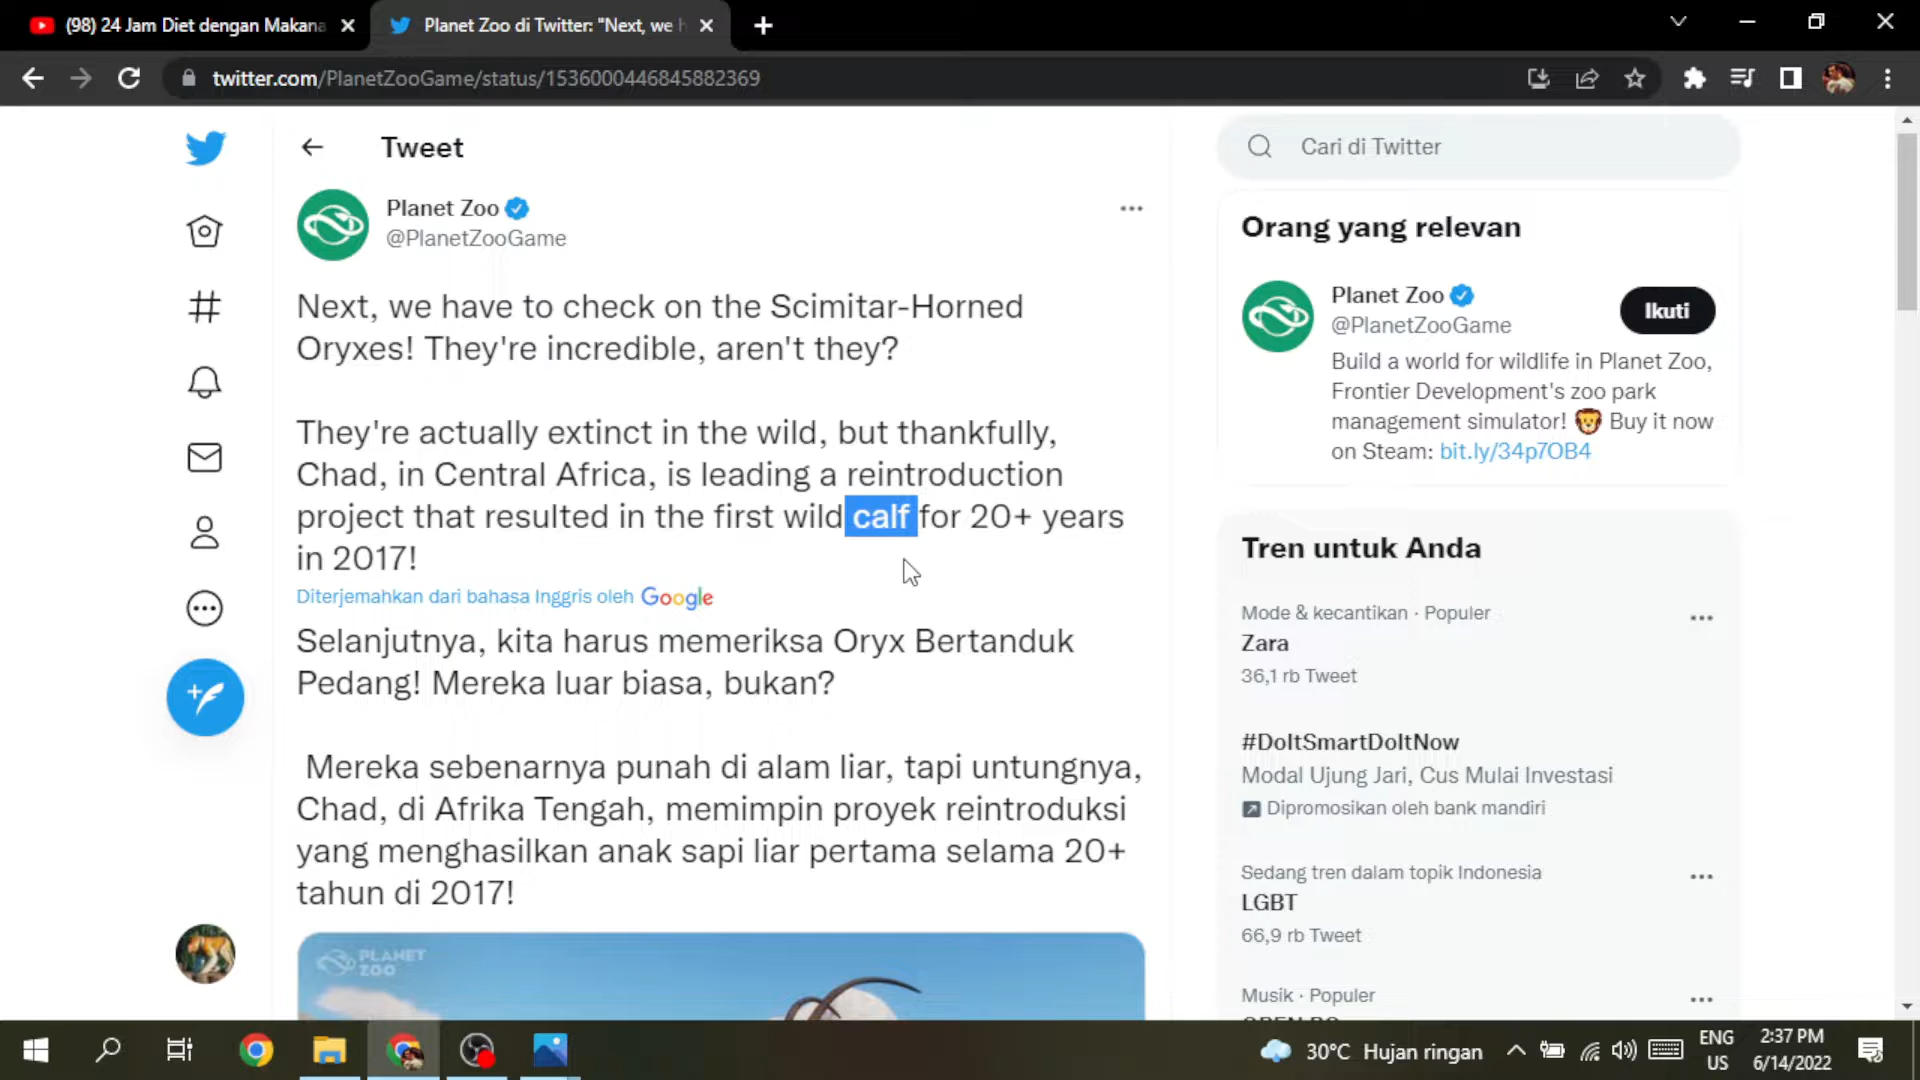 (98) 24 Jam Diet dengan Makana
Planet Zoo di Twitter: "Next, we h
twitter.com/PlanetZooGame/status/1536000446845882369
Tweet
Planet Zoo
@PlanetZooGame
Next, we have to check on the Scimitar-Horned
Oryxes! They're incredible, aren't they?
They're actually extinct in the wild, but thankfully,
Chad, in Central Africa, is leading a reintroduction
project that resulted in the first wild calf for 20+ years
in 2017!
Diterjemahkan dari bahasa Inggris oleh Google
Selanjutnya, kita harus memeriksa Oryx Bertanduk
Pedang! Mereka luar biasa, bukan?
Mereka sebenarnya punah di alam liar, tapi untungnya,
Chad, di Afrika Tengah, memimpin proyek reintroduksi
yang menghasilkan anak sapi liar pertama selama 20+
tahun di 2017!
PLANET
ZOO
Cari di Twitter
Orang yang relevan
Planet Zoo
@PlanetZooGame
Ikuti
Build a world for wildlife in Planet Zoo,
Frontier Development's zoo park
management simulator! 🦁 Buy it now
on Steam: bit.ly/34p7OB4
Tren untuk Anda
Mode & kecantikan · Populer
Zara
36,1 rb Tweet
#DoItSmartDoItNow
Modal Ujung Jari, Cus Mulai Investasi
Dipromosikan oleh bank mandiri
Sedang tren dalam topik Indonesia
LGBT
66,9 rb Tweet
Musik · Populer
30°C Hujan ringan
ENG
US
2:37 PM
6/14/2022